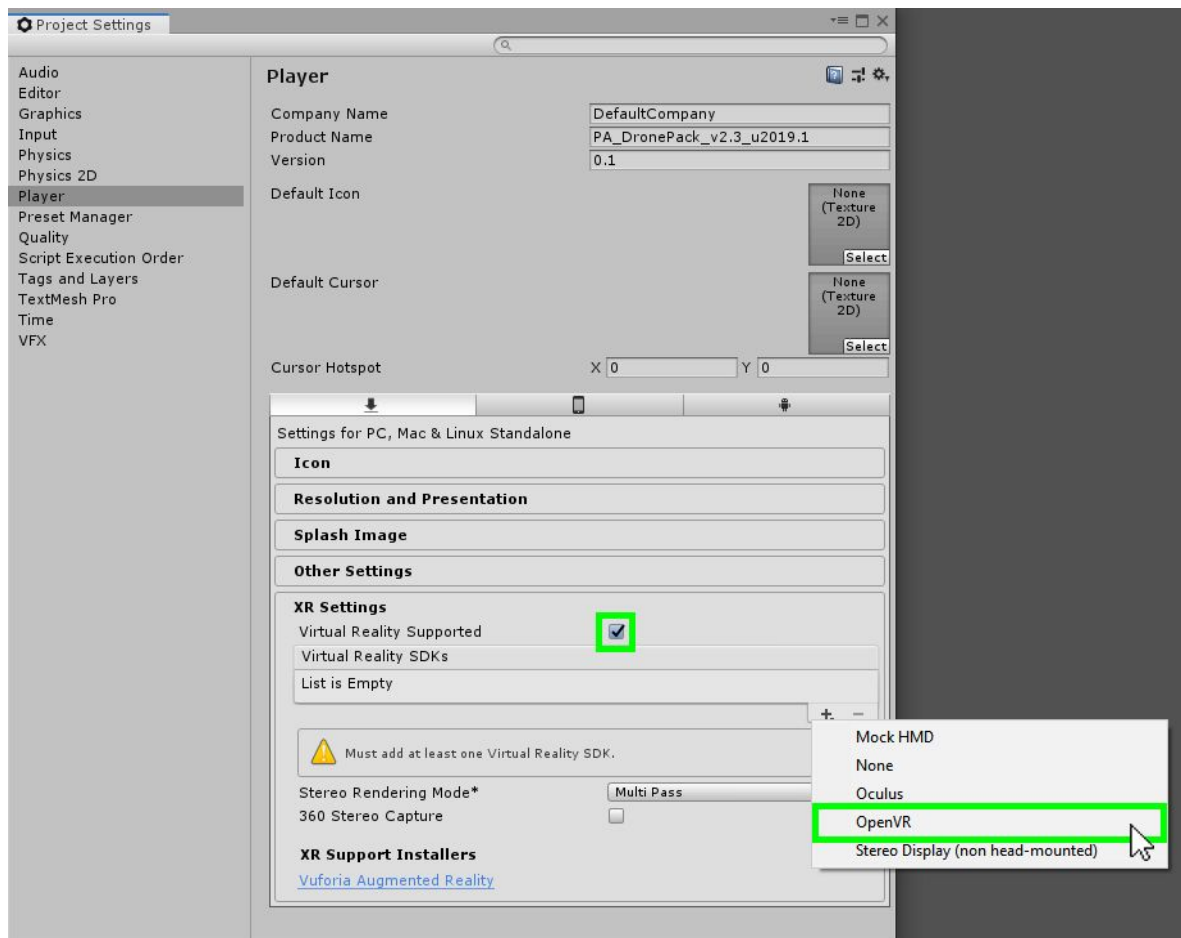 Project Settings
Audio
Editor
Graphics
Input
Physics
Physics 2D
Player
Preset Manager
Quality
Script Execution Order
Tags and Layers
TextMesh Pro
Time
VFX
Player
Company Name DefaultCompany
Product Name PA_DronePack_v2.3_u2019.1
Version 0.1
Default Icon
None
(Texture
2D)
Select
Default Cursor
None
(Texture
2D)
Select
Cursor Hotspot X 0 Y 0
Settings for PC, Mac & Linux Standalone
Icon
Resolution and Presentation
Splash Image
Other Settings
XR Settings
Virtual Reality Supported
Virtual Reality SDKs
List is Empty
Must add at least one Virtual Reality SDK.
Stereo Rendering Mode* Multi Pass
360 Stereo Capture
XR Support Installers
Vuforia Augmented Reality
Mock HMD
None
Oculus
OpenVR
Stereo Display (non head-mounted)